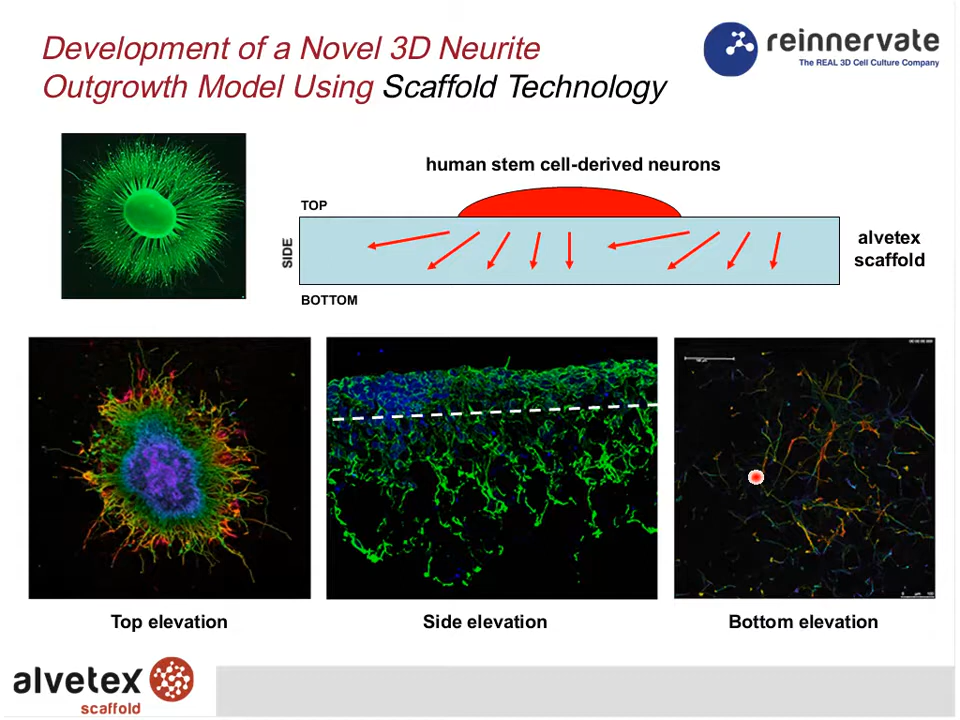 Development of a Novel 3D Neurite
Outgrowth Model Using Scaffold Technology
reinnervate
The REAL 3D Cell Culture Company
human stem cell-derived neurons
TOP
SIDE
alvetex
scaffold
BOTTOM
Top elevation
Side elevation
Bottom elevation
alvetex
scaffold